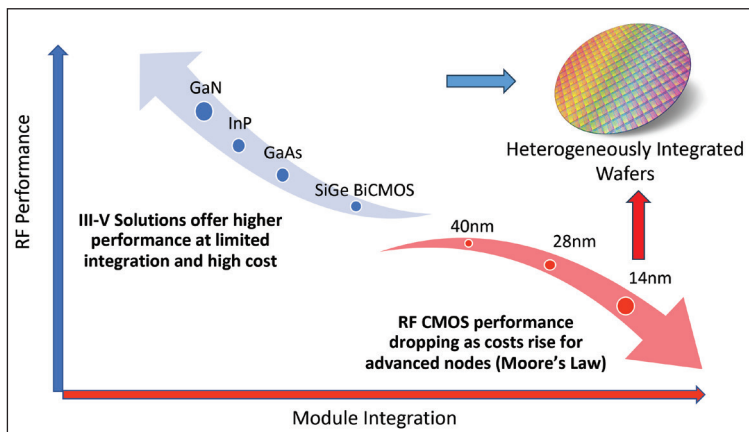 GaN
InP
GaAs
SiGe BiCMOS
Heterogeneously Integrated
Wafers
RF Performance
III-V Solutions offer higher
performance at limited
integration and high cost
40nm
28nm
14nm
RF CMOS performance
dropping as costs rise for
advanced nodes (Moore’s Law)
Module Integration